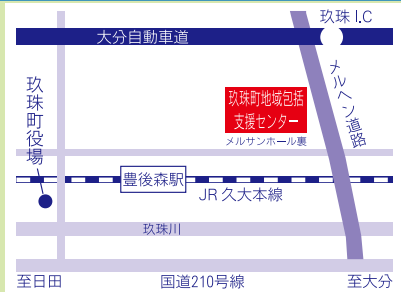 玖珠 I.C
大分自動車道
メルヘン道路
玖珠町地域包括
支援センター
メルサンホール裏
玖珠町役場
豊後森駅
JR 久大本線
玖珠川
至日田
国道210号線
至大分